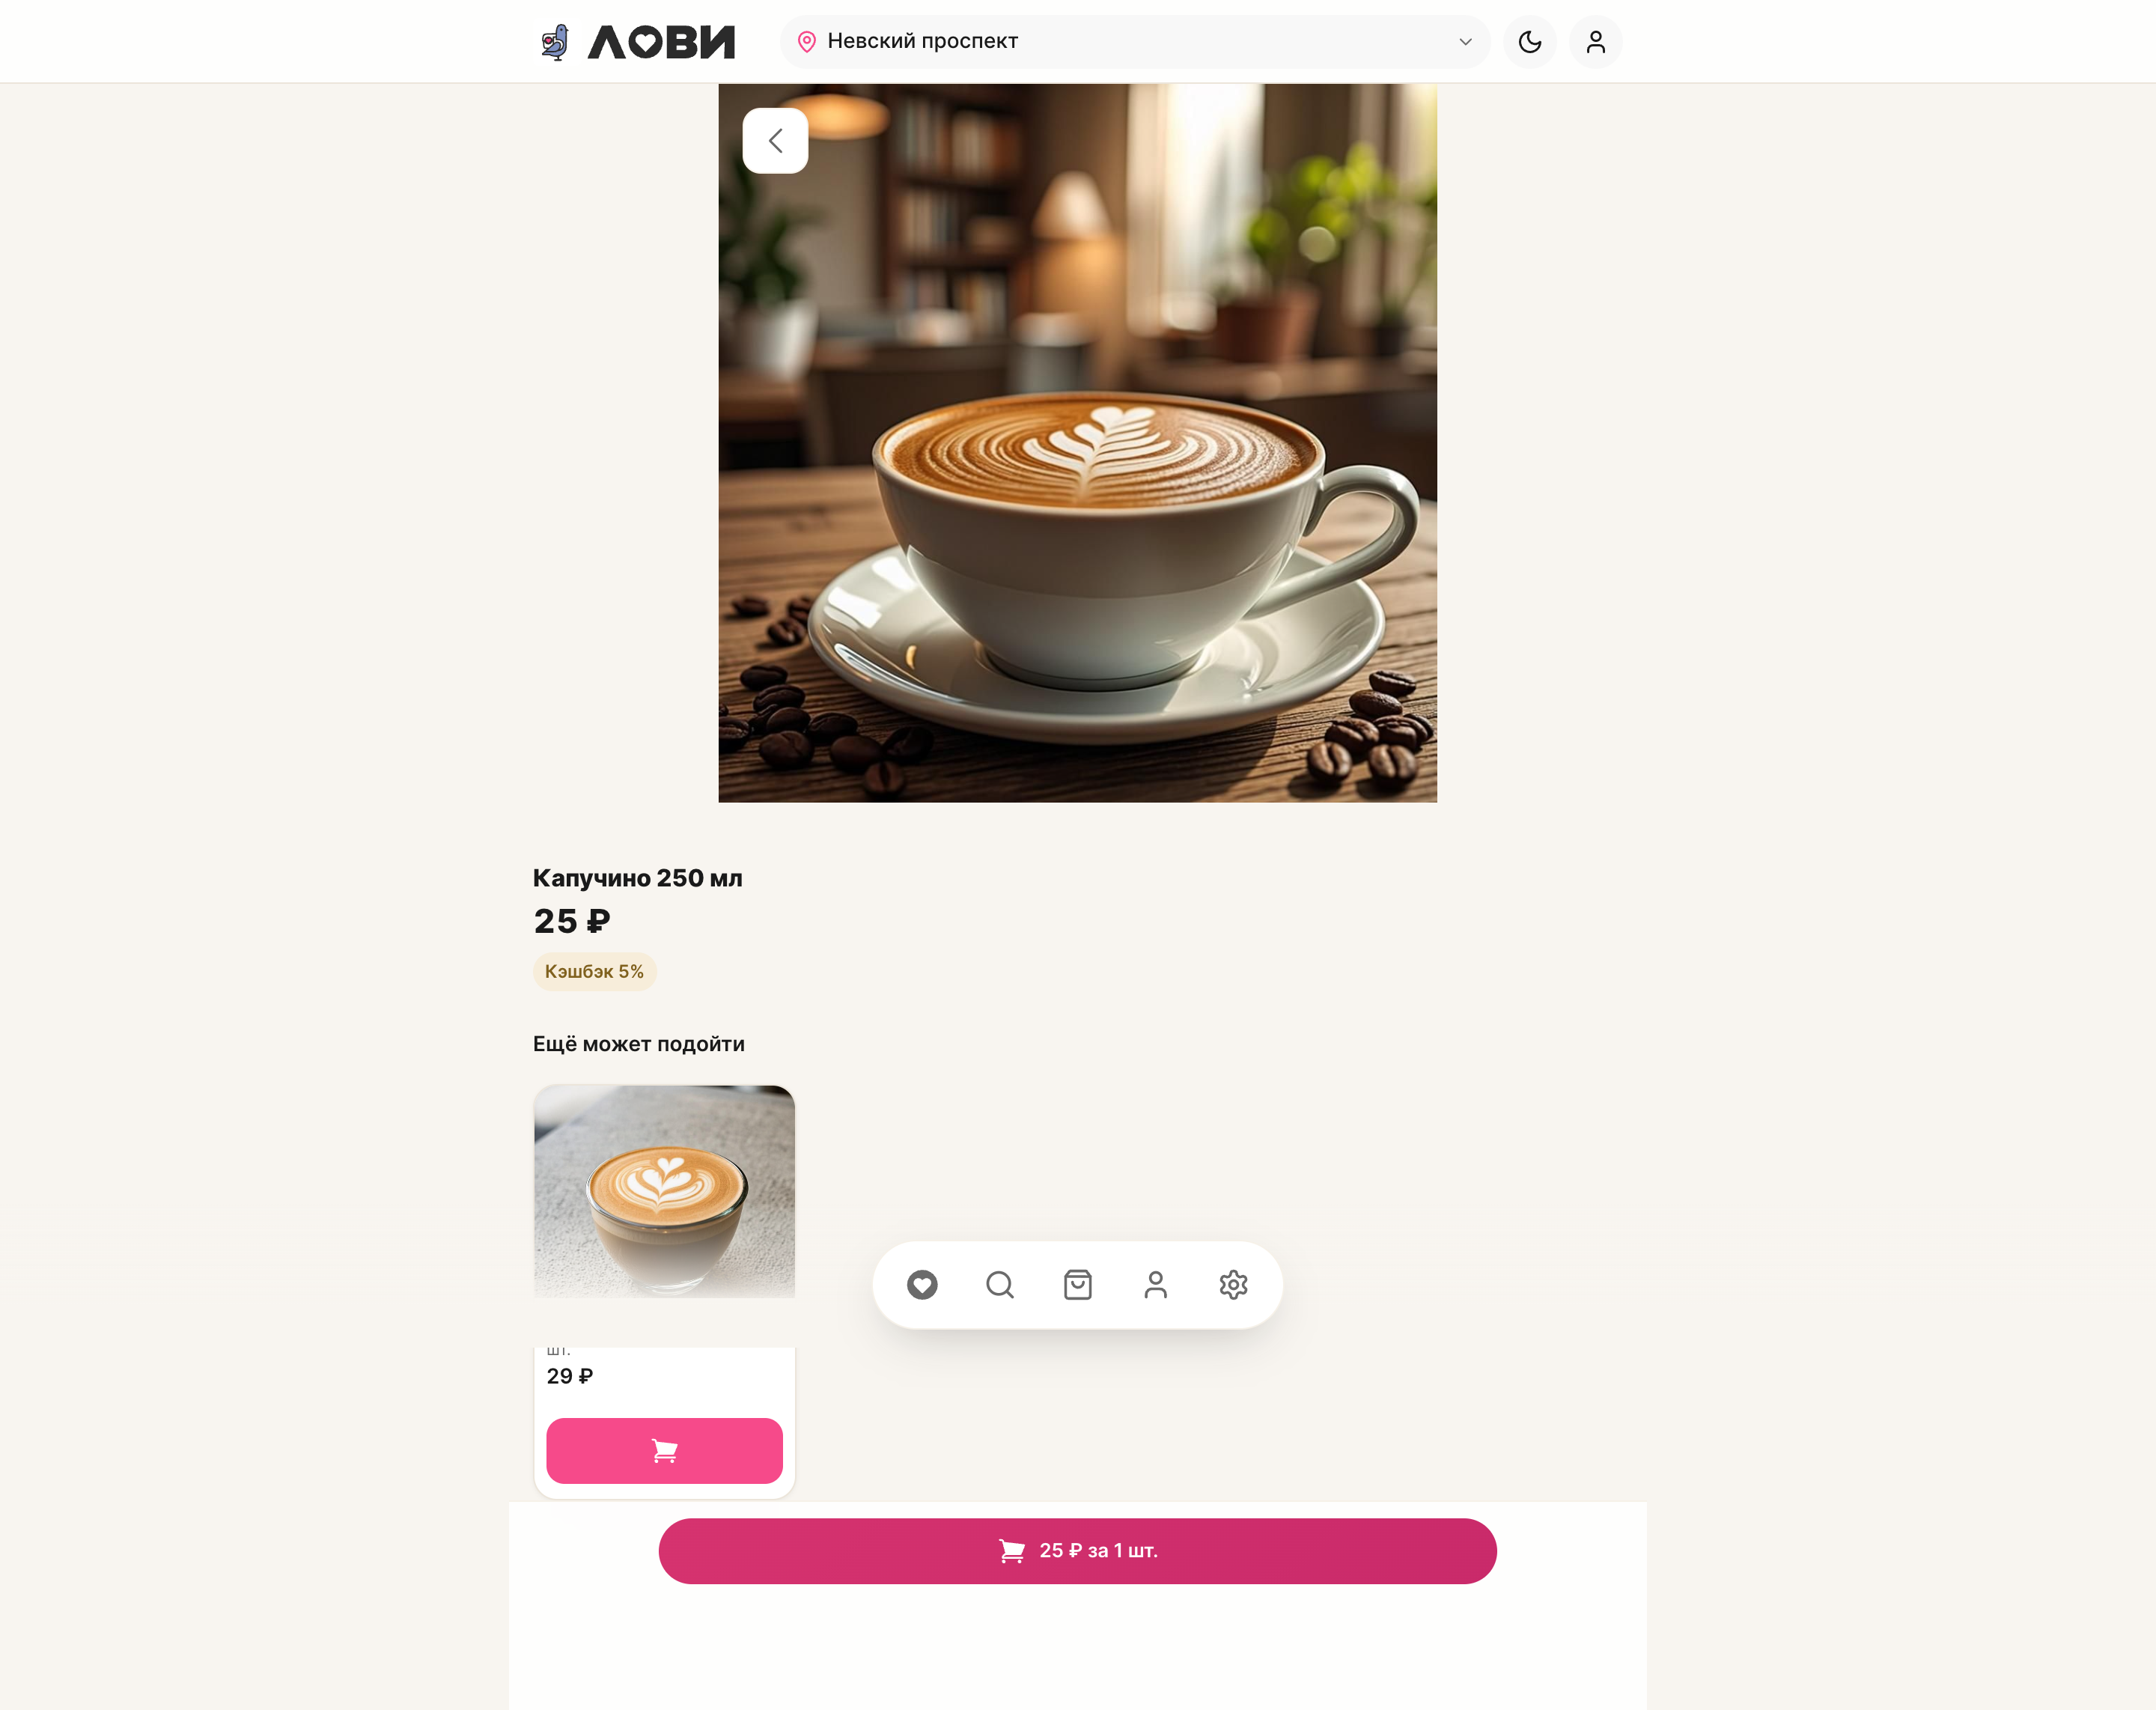 ЛОВИ
Невский проспект
Капучино 250 мл
25 ₽
Кэшбэк 5%
Ещё может подойти
шт.
29 ₽
25 ₽ за 1 шт.